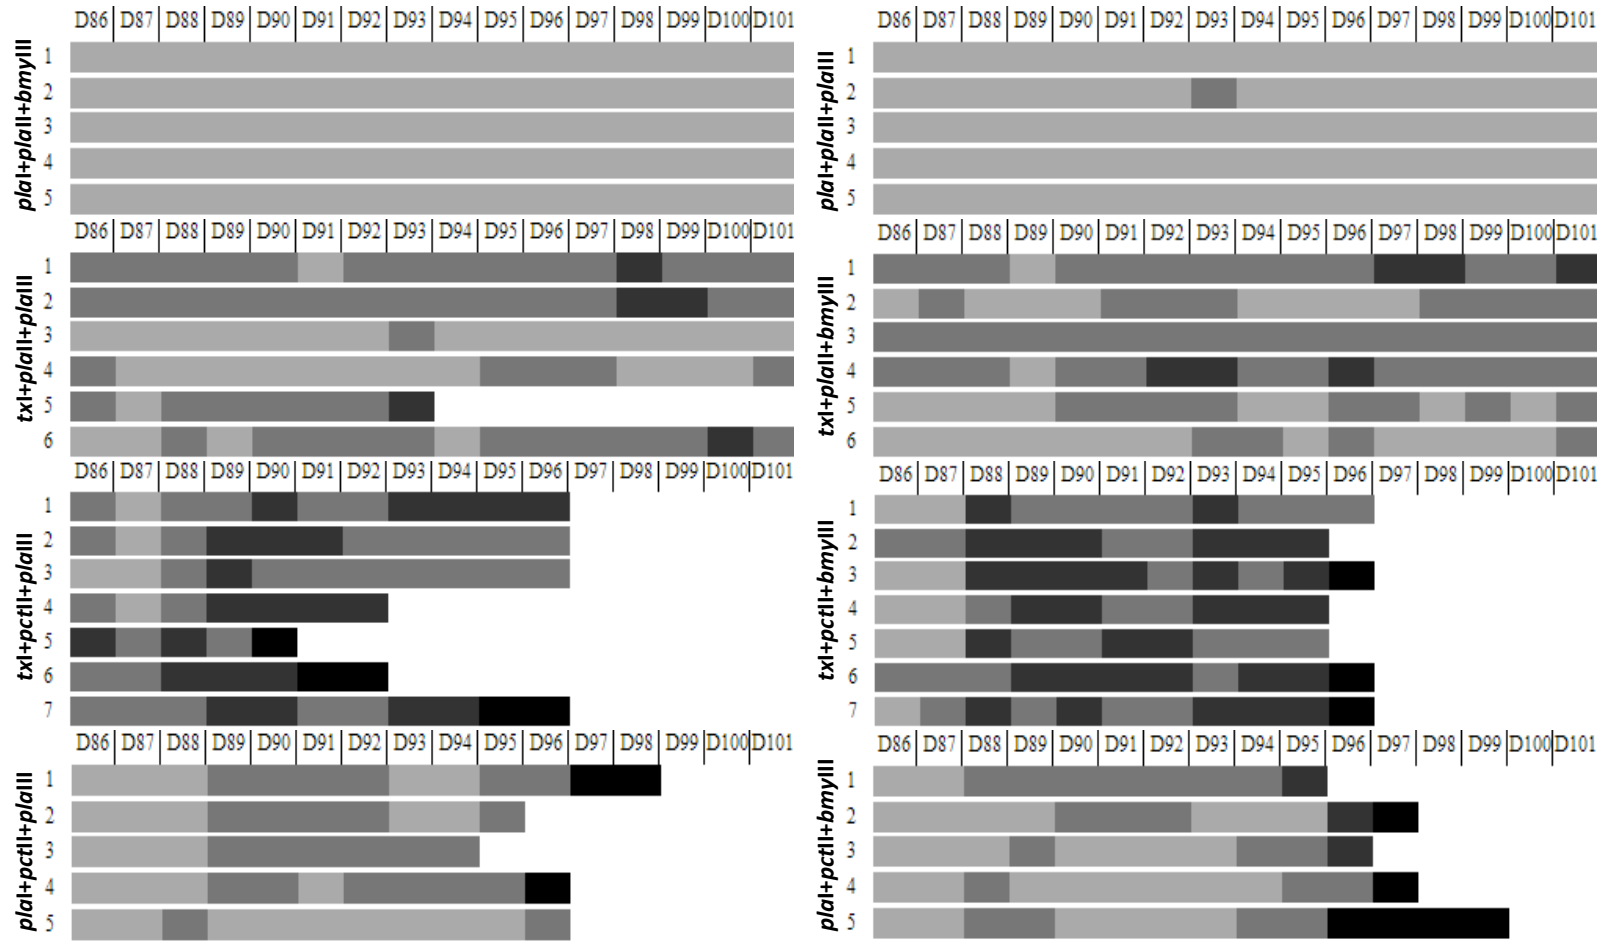 D86 D87 D88 D89 D90 D91 D92 D93 D94 D95 D96 D97 D98 D99 D100 D101
plaI+plaII+bmyIII
1
2
3
4
5
D86 D87 D88 D89 D90 D91 D92 D93 D94 D95 D96 D97 D98 D99 D100 D101
plaI+plaII+plaIII
1
2
3
4
5
D86 D87 D88 D89 D90 D91 D92 D93 D94 D95 D96 D97 D98 D99 D100 D101
txI+plaII+plaIII
1
2
3
4
5
6
D86 D87 D88 D89 D90 D91 D92 D93 D94 D95 D96 D97 D98 D99 D100 D101
txI+plaII+bmyIII
1
2
3
4
5
6
D86 D87 D88 D89 D90 D91 D92 D93 D94 D95 D96 D97 D98 D99 D100 D101
txI+pctII+plaIII
1
2
3
4
5
6
7
D86 D87 D88 D89 D90 D91 D92 D93 D94 D95 D96 D97 D98 D99 D100 D101
txI+pctII+bmyIII
1
2
3
4
5
6
7
D86 D87 D88 D89 D90 D91 D92 D93 D94 D95 D96 D97 D98 D99 D100 D101
plaI+pctII+plaIII
1
2
3
4
5
D86 D87 D88 D89 D90 D91 D92 D93 D94 D95 D96 D97 D98 D99 D100 D101
plaI+pctII+bmyIII
1
2
3
4
5